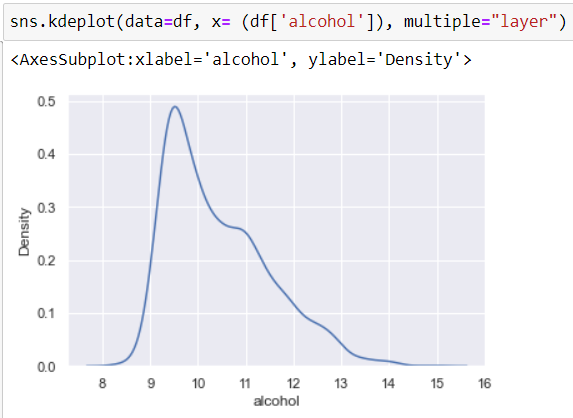 sns.kdeplot(data=df, x= (df['alcohol']), multiple="layer")
<AxesSubplot:xlabel='alcohol', ylabel='Density'>
0.5
0.4
0.3
0.2
0.1
0.0
Density
8 9 10 11 12 13 14 15 16
alcohol